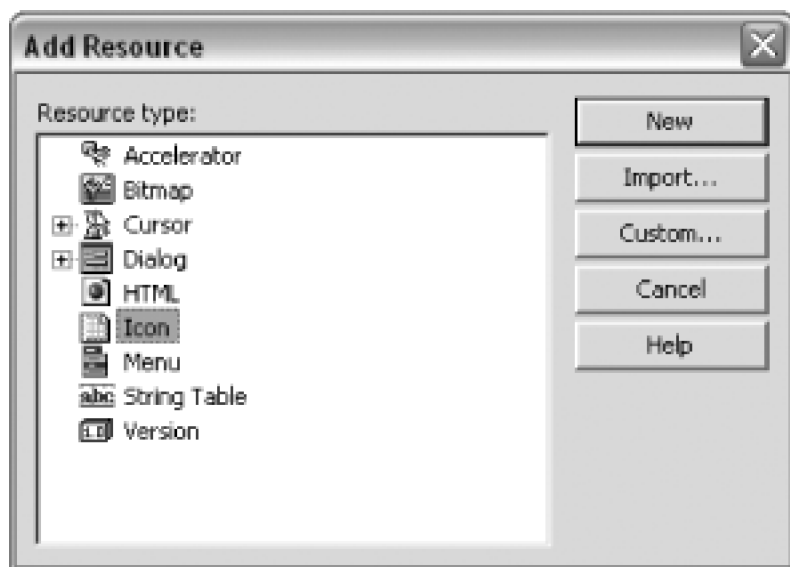 Add Resource
Resource type:
Accelerator
Bitmap
Cursor
Dialog
HTML
Icon
Menu
abc String Table
Version
New
Import...
Custom...
Cancel
Help